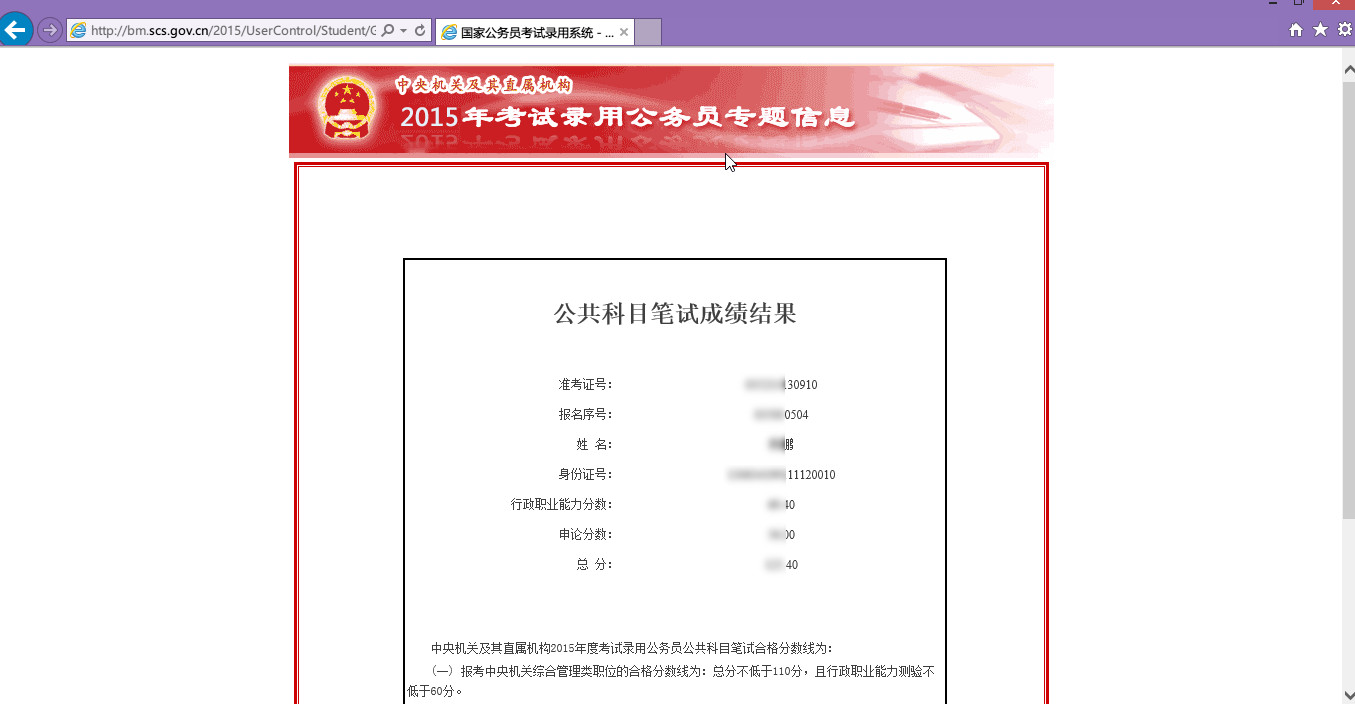 http://bm.scs.gov.cn/2015/UserControl/Student/G
国家公务员考试录用系统 - ...
中央机关及其直属机构
2015年考试录用公务员专题信息
公共科目笔试成绩结果
准考证号： 30910
报名序号： 0504
姓 名： 鹏
身份证号： 11120010
行政职业能力分数： 40
申论分数： 00
总 分： 40
中央机关及其直属机构2015年度考试录用公务员公共科目笔试合格分数线为：
（一）报考中央机关综合管理类职位的合格分数线为：总分不低于110分，且行政职业能力测验不
低于60分。